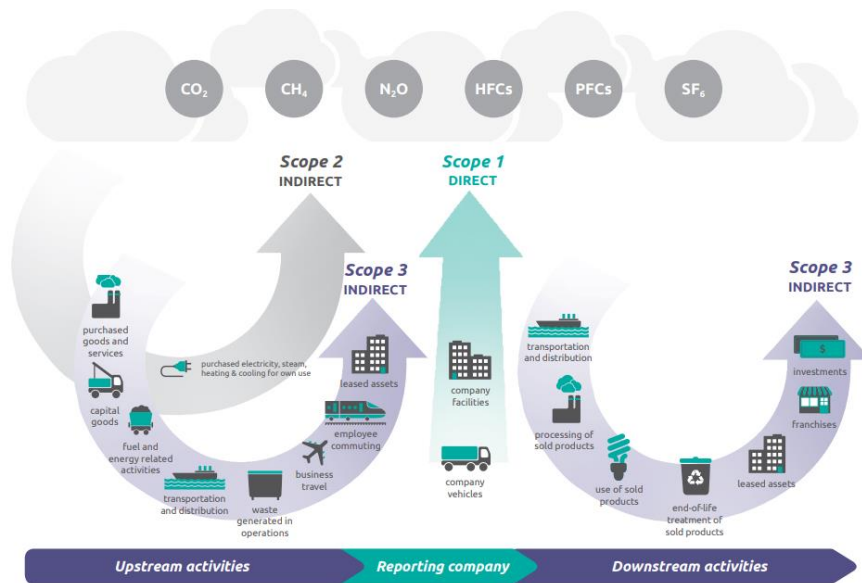 CO₂
CH₄
N₂O
HFCs
PFCs
SF₆
Scope 2
INDIRECT
Scope 1
DIRECT
Scope 3
INDIRECT
Scope 3
INDIRECT
purchased
goods and
services
capital
goods
fuel and
energy related
activities
transportation
and distribution
waste
generated in
operations
business
travel
employee
commuting
leased assets
purchased electricity, steam,
heating & cooling for own use
company
facilities
company
vehicles
transportation
and distribution
processing of
sold products
use of sold
products
end-of-life
treatment of
sold products
leased assets
franchises
$
investments
Upstream activities
Reporting company
Downstream activities